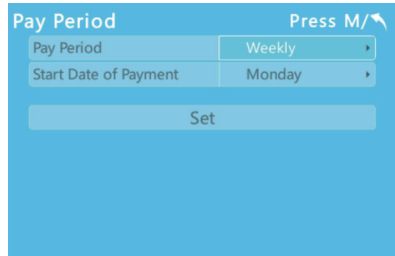 Pay Period Press M/
Pay Period Weekly
Start Date of Payment Monday
Set